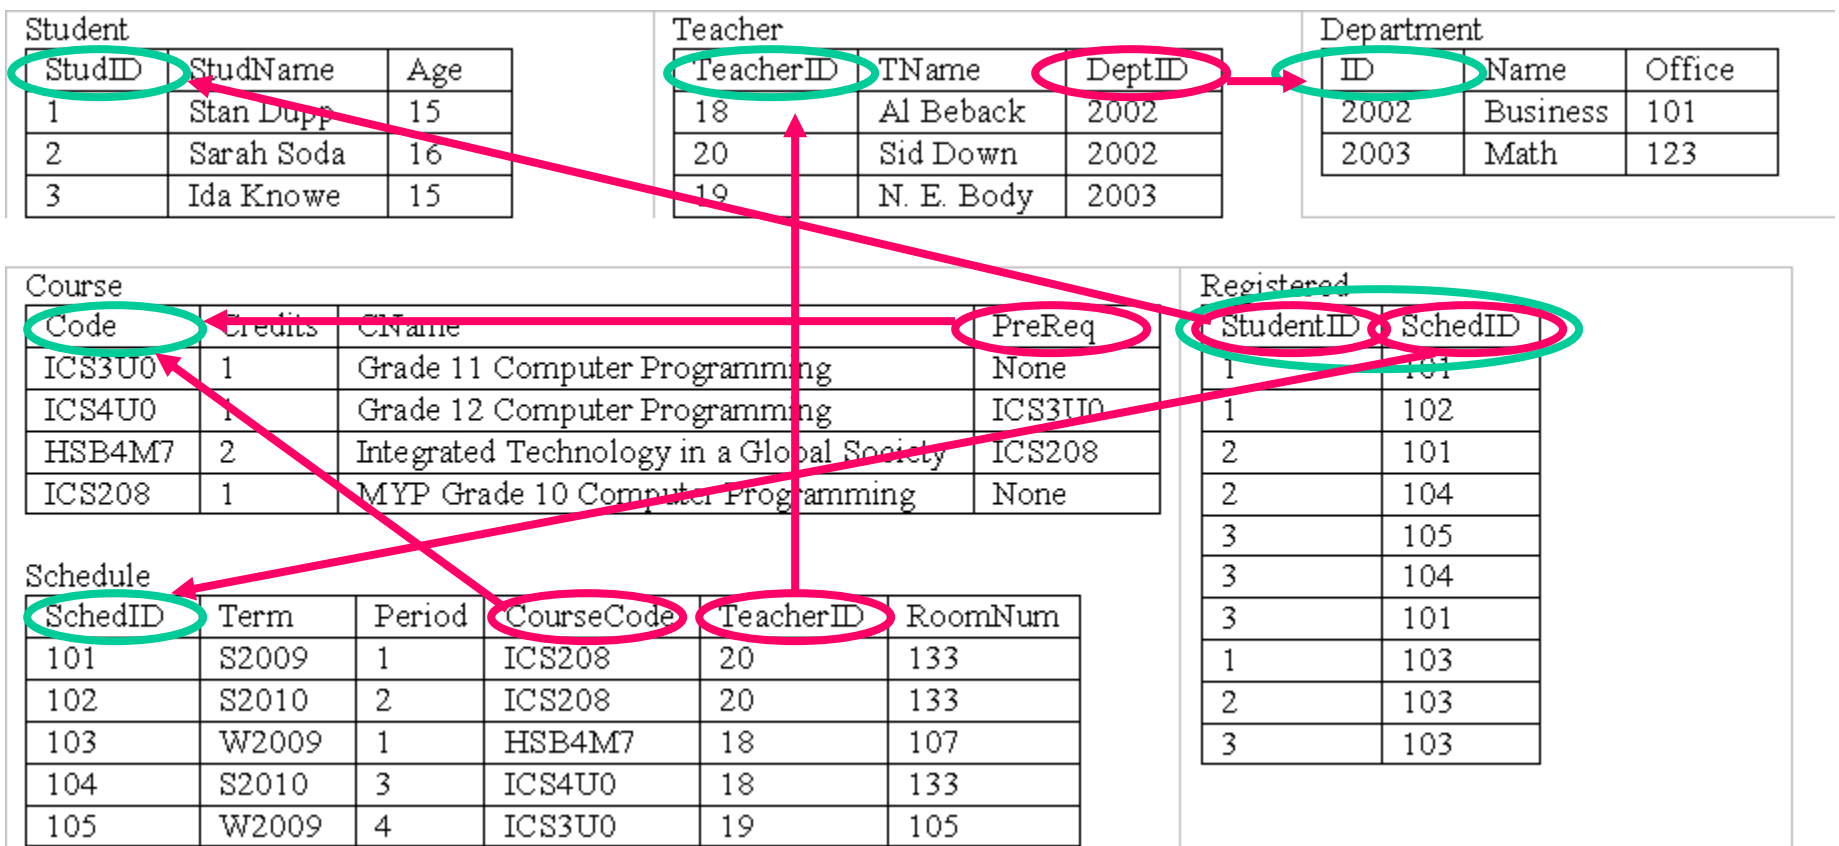 Student
StudID StudName Age
1 Stan Dupp 15
2 Sarah Soda 16
3 Ida Knowe 15
Teacher
TeacherID TName DeptID
18 Al Beback 2002
20 Sid Down 2002
19 N. E. Body 2003
Department
ID Name Office
2002 Business 101
2003 Math 123
Course
Code Credits CName PreReq
ICS3U0 1 Grade 11 Computer Programming None
ICS4U0 1 Grade 12 Computer Programming ICS3U0
HSB4M7 2 Integrated Technology in a Global Society ICS208
ICS208 1 MYP Grade 10 Computer Programming None
Registered
StudentID SchedID
1 101
1 102
2 101
2 104
3 105
3 104
3 101
1 103
2 103
3 103
Schedule
SchedID Term Period CourseCode TeacherID RoomNum
101 S2009 1 ICS208 20 133
102 S2010 2 ICS208 20 133
103 W2009 1 HSB4M7 18 107
104 S2010 3 ICS4U0 18 133
105 W2009 4 ICS3U0 19 105